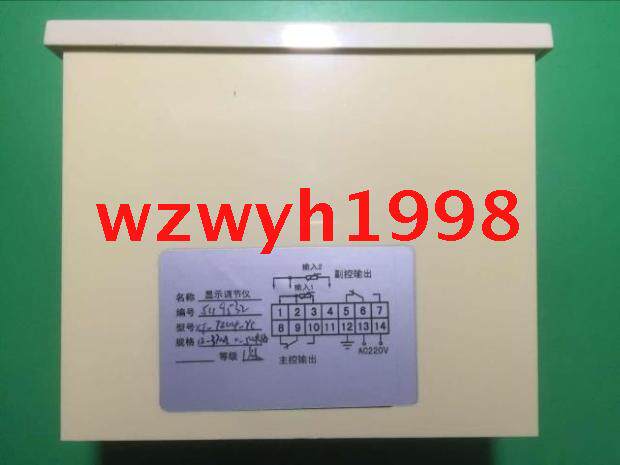 wzwyh1998
名称 显示调节仪
编号
型号
规格
等级
输入2
副控输出
输入1
1 2 3 4 5 6 7
8 9 10 11 12 13 14
AC220V
主控输出